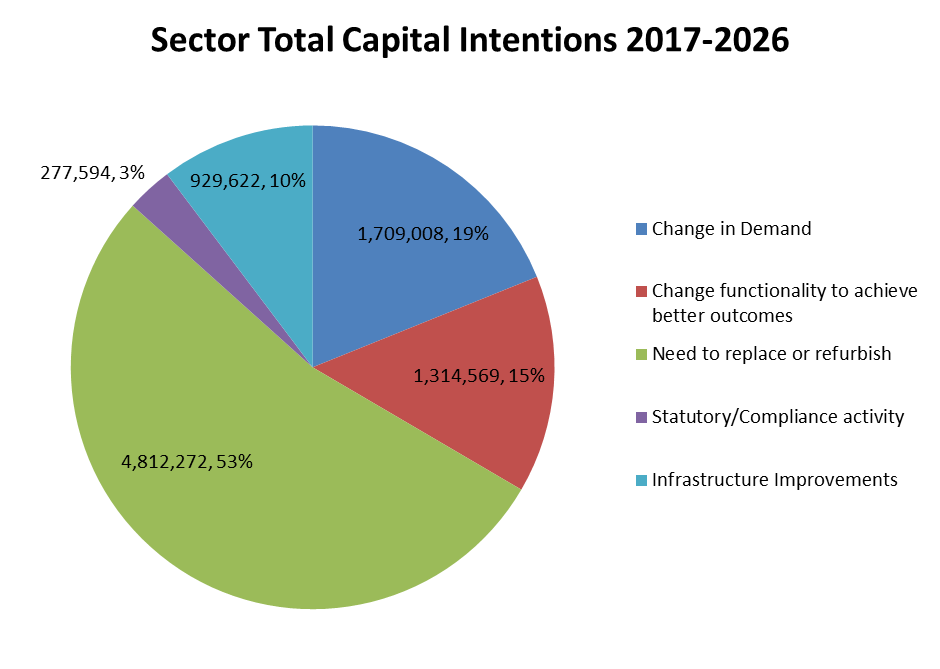 Sector Total Capital Intentions 2017-2026
277,594, 3%
929,622, 10%
1,709,008, 19%
1,314,569, 15%
4,812,272, 53%
Change in Demand
Change functionality to achieve
better outcomes
Need to replace or refurbish
Statutory/Compliance activity
Infrastructure Improvements